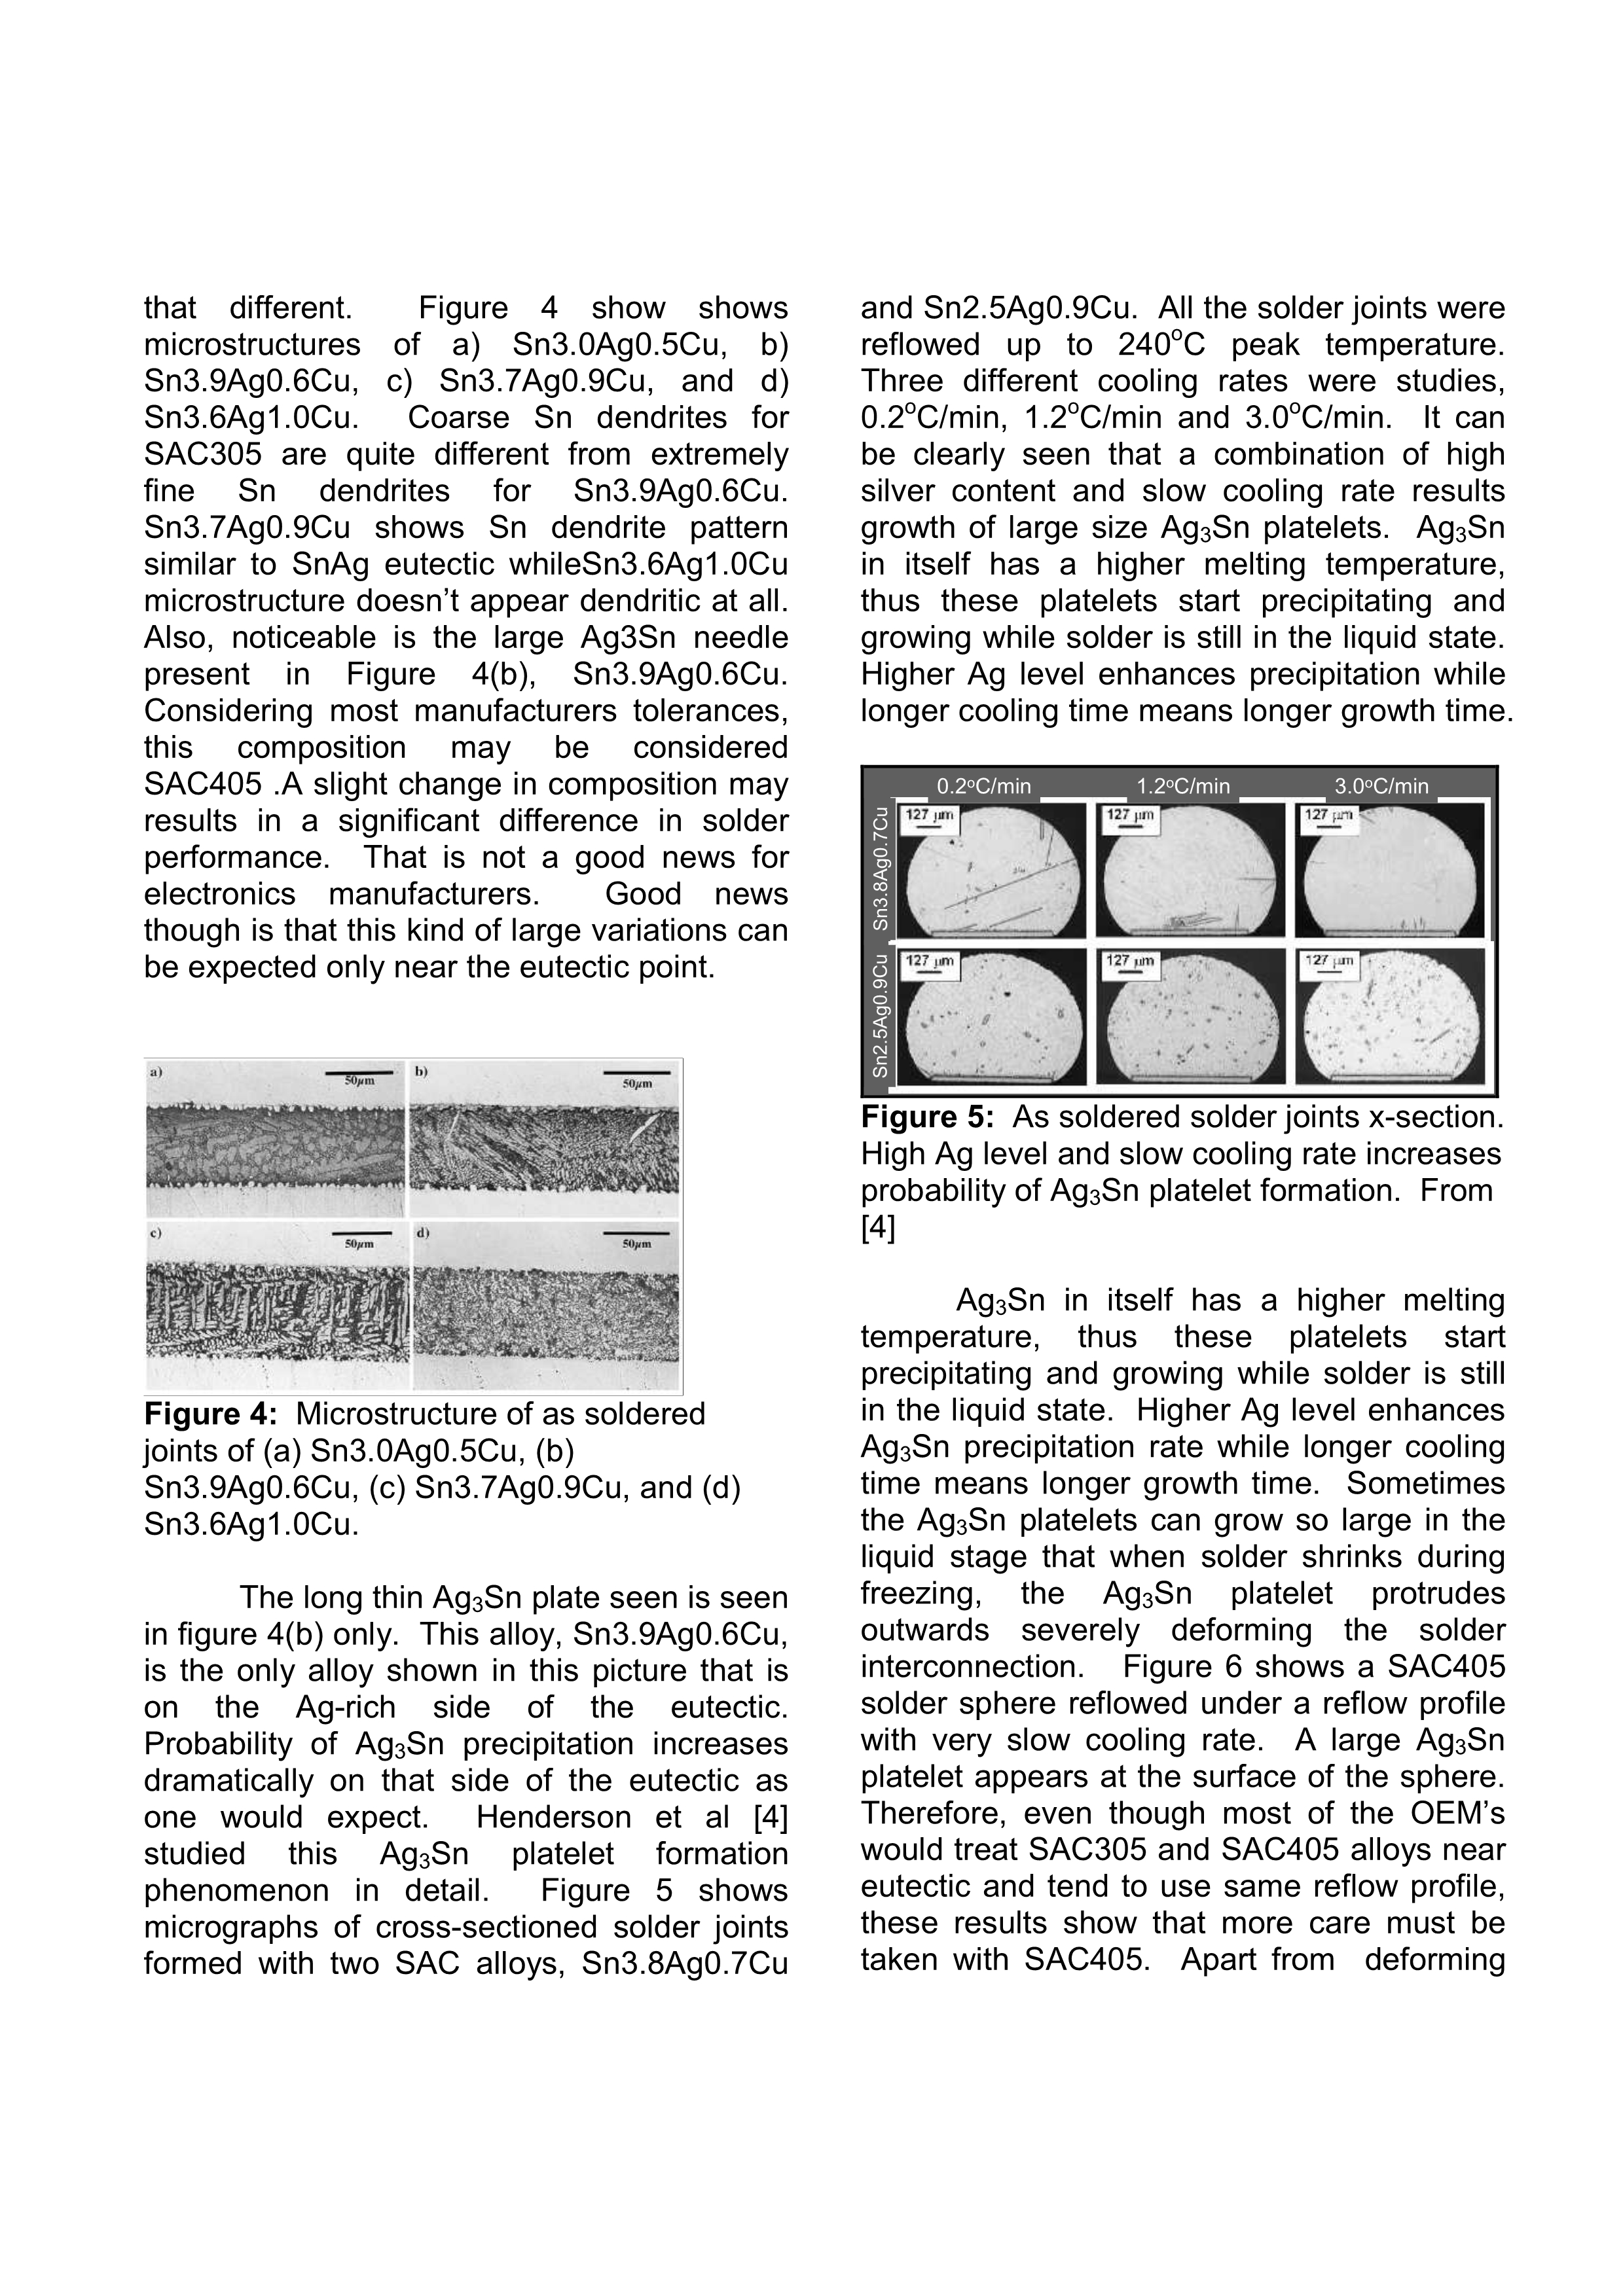 that different. Figure 4 show shows
microstructures of a) Sn3.0Ag0.5Cu, b)
Sn3.9Ag0.6Cu, c) Sn3.7Ag0.9Cu, and d)
Sn3.6Ag1.0Cu. Coarse Sn dendrites for
SAC305 are quite different from extremely
fine Sn dendrites for Sn3.9Ag0.6Cu.
Sn3.7Ag0.9Cu shows Sn dendrite pattern
similar to SnAg eutectic whileSn3.6Ag1.0Cu
microstructure doesn’t appear dendritic at all.
Also, noticeable is the large Ag3Sn needle
present in Figure 4(b), Sn3.9Ag0.6Cu.
Considering most manufacturers tolerances,
this composition may be considered
SAC405 .A slight change in composition may
results in a significant difference in solder
performance. That is not a good news for
electronics manufacturers. Good news
though is that this kind of large variations can
be expected only near the eutectic point.
a)
50µm
b)
50µm
c)
50µm
d)
50µm
Figure 4: Microstructure of as soldered
joints of (a) Sn3.0Ag0.5Cu, (b)
Sn3.9Ag0.6Cu, (c) Sn3.7Ag0.9Cu, and (d)
Sn3.6Ag1.0Cu.
The long thin Ag₃Sn plate seen is seen
in figure 4(b) only. This alloy, Sn3.9Ag0.6Cu,
is the only alloy shown in this picture that is
on the Ag-rich side of the eutectic.
Probability of Ag₃Sn precipitation increases
dramatically on that side of the eutectic as
one would expect. Henderson et al [4]
studied this Ag₃Sn platelet formation
phenomenon in detail. Figure 5 shows
micrographs of cross-sectioned solder joints
formed with two SAC alloys, Sn3.8Ag0.7Cu
and Sn2.5Ag0.9Cu. All the solder joints were
reflowed up to 240ºC peak temperature.
Three different cooling rates were studies,
0.2ºC/min, 1.2ºC/min and 3.0ºC/min. It can
be clearly seen that a combination of high
silver content and slow cooling rate results
growth of large size Ag₃Sn platelets. Ag₃Sn
in itself has a higher melting temperature,
thus these platelets start precipitating and
growing while solder is still in the liquid state.
Higher Ag level enhances precipitation while
longer cooling time means longer growth time.
0.2ºC/min 1.2ºC/min 3.0ºC/min
Sn3.8Ag0.7Cu
127 µm 127 µm 127 µm
Sn2.5Ag0.9Cu
127 µm 127 µm 127 µm
Figure 5: As soldered solder joints x-section.
High Ag level and slow cooling rate increases
probability of Ag₃Sn platelet formation. From
[4]
Ag₃Sn in itself has a higher melting
temperature, thus these platelets start
precipitating and growing while solder is still
in the liquid state. Higher Ag level enhances
Ag₃Sn precipitation rate while longer cooling
time means longer growth time. Sometimes
the Ag₃Sn platelets can grow so large in the
liquid stage that when solder shrinks during
freezing, the Ag₃Sn platelet protrudes
outwards severely deforming the solder
interconnection. Figure 6 shows a SAC405
solder sphere reflowed under a reflow profile
with very slow cooling rate. A large Ag₃Sn
platelet appears at the surface of the sphere.
Therefore, even though most of the OEM’s
would treat SAC305 and SAC405 alloys near
eutectic and tend to use same reflow profile,
these results show that more care must be
taken with SAC405. Apart from deforming